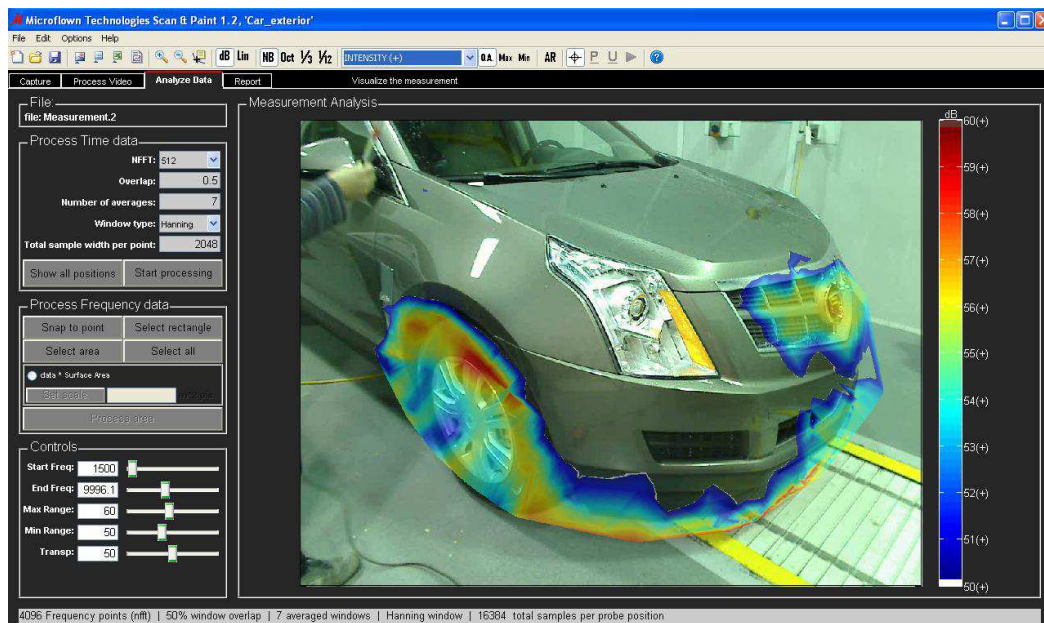 Microflown Technologies Scan & Paint 1.2, 'Car_exterior'
File Edit Options Help
dB Lin NB Oct 1/3 1/12 INTENSITY (+) O.A. Max Min AR P U
Capture Process Video Analyze Data Report Visualize the measurement
File:
file: Measurement.2
Process Time data
NFFT: 512
Overlap: 0.5
Number of averages: 7
Window type: Hanning
Total sample width per point: 2048
Show all positions Start processing
Process Frequency data
Snap to point Select rectangle
Select area Select all
data * Surface Area
Set scale
Process area
Controls
Start Freq: 1500
End Freq: 9996.1
Max Range: 60
Min Range: 50
Transp: 50
Measurement Analysis
dB
60(+)
59(+)
58(+)
57(+)
56(+)
55(+)
54(+)
53(+)
52(+)
51(+)
50(+)
4096 Frequency points (nfft) | 50% window overlap | 7 averaged windows | Hanning window | 16384 total samples per probe position